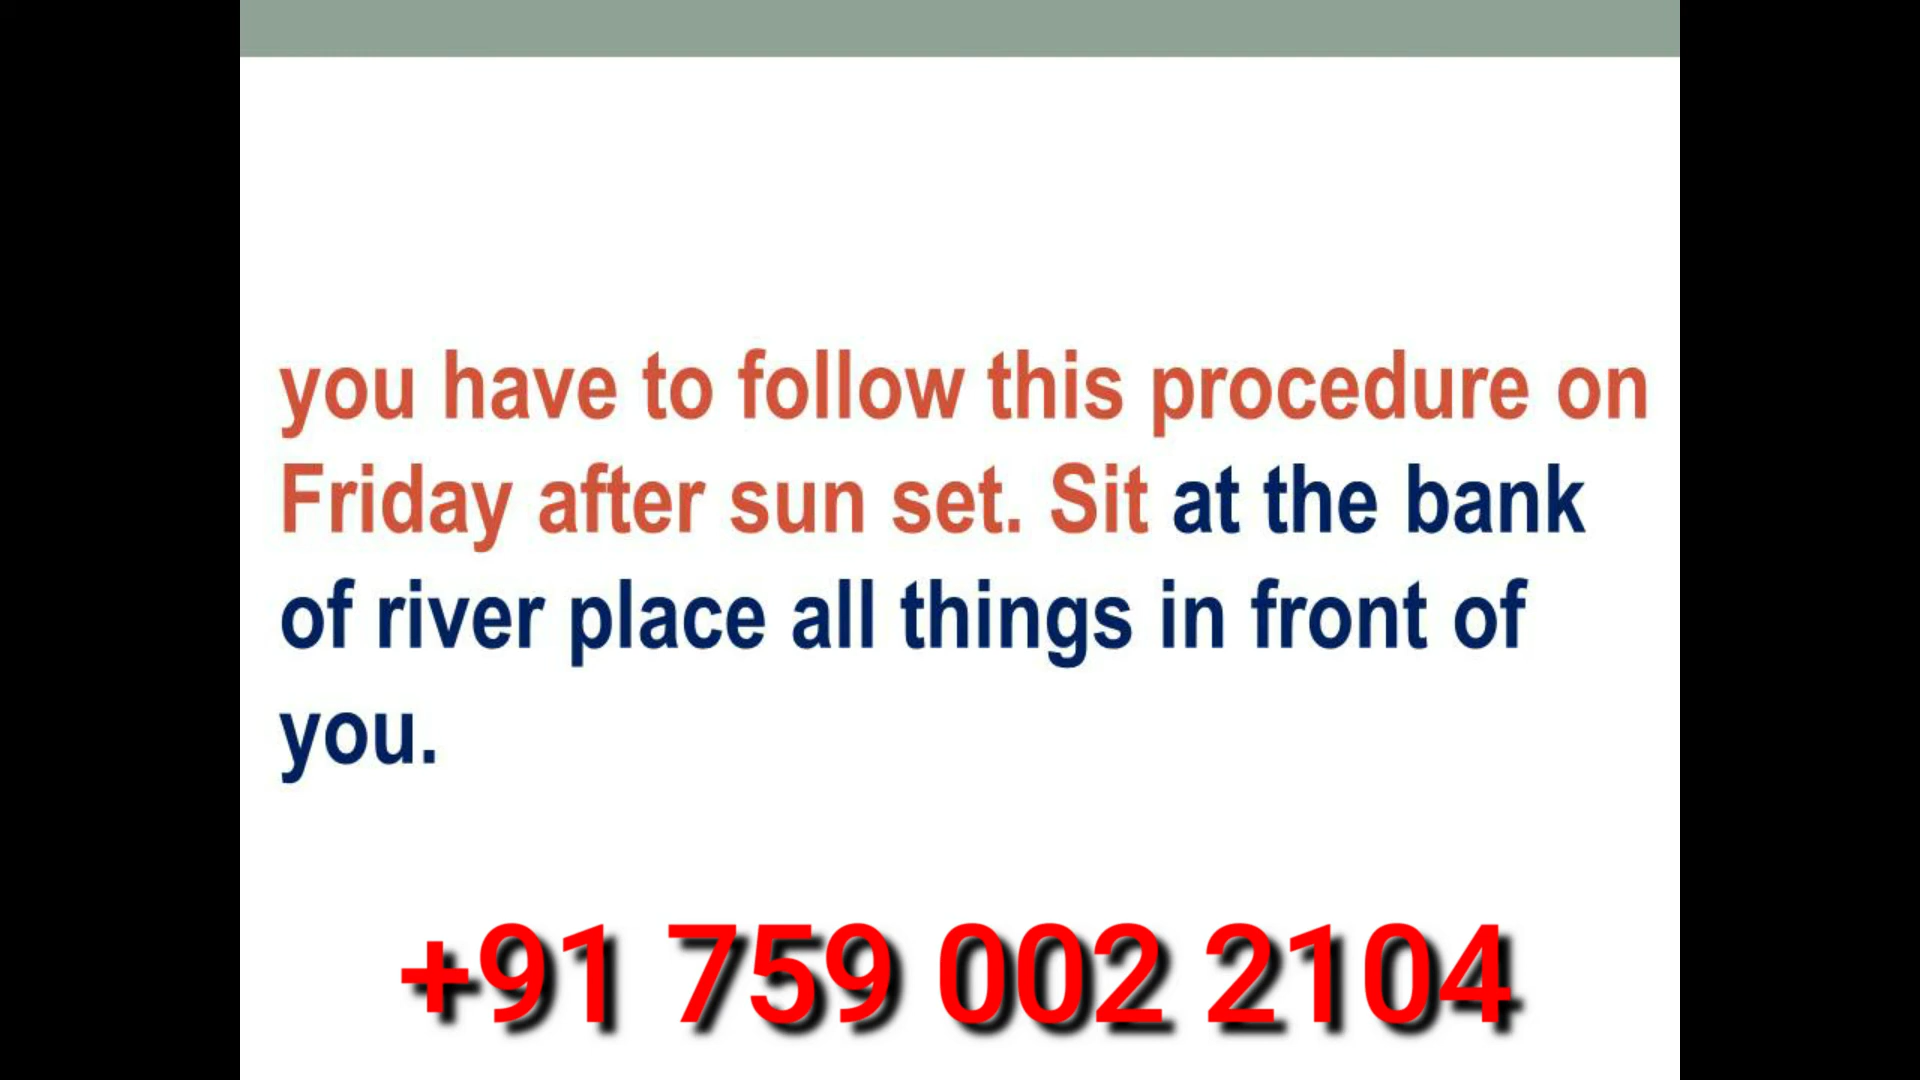 you have to follow this procedure on
Friday after sun set. Sit at the bank
of river place all things in front of
you.
+91 759 002 2104